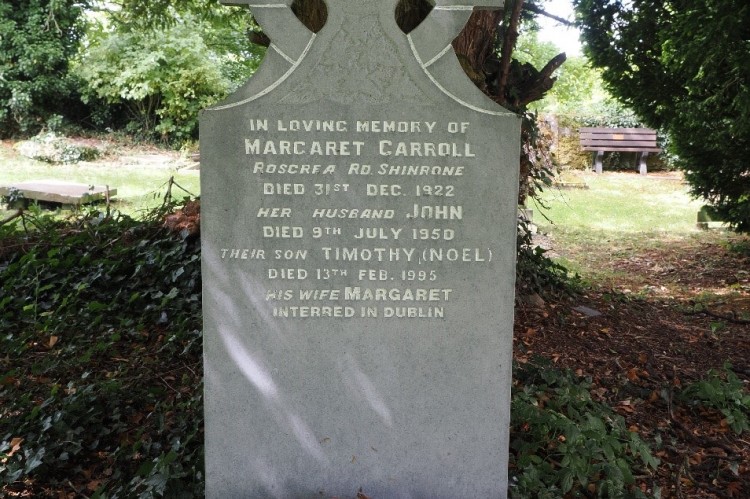 IN LOVING MEMORY OF
MARGARET CARROLL
ROSCREA RD. SHINRONE
DIED 31ST DEC. 1922
HER HUSBAND JOHN
DIED 9TH JULY 1950
THEIR SON TIMOTHY (NOEL)
DIED 13TH FEB. 1995
HIS WIFE MARGARET
INTERRED IN DUBLIN